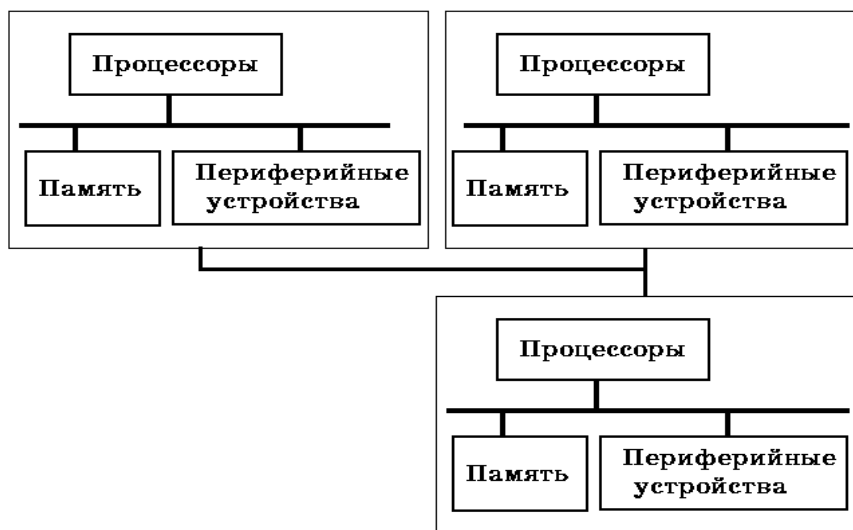 Процессоры
Память
Периферийные
устройства
Процессоры
Память
Периферийные
устройства
Процессоры
Память
Периферийные
устройства